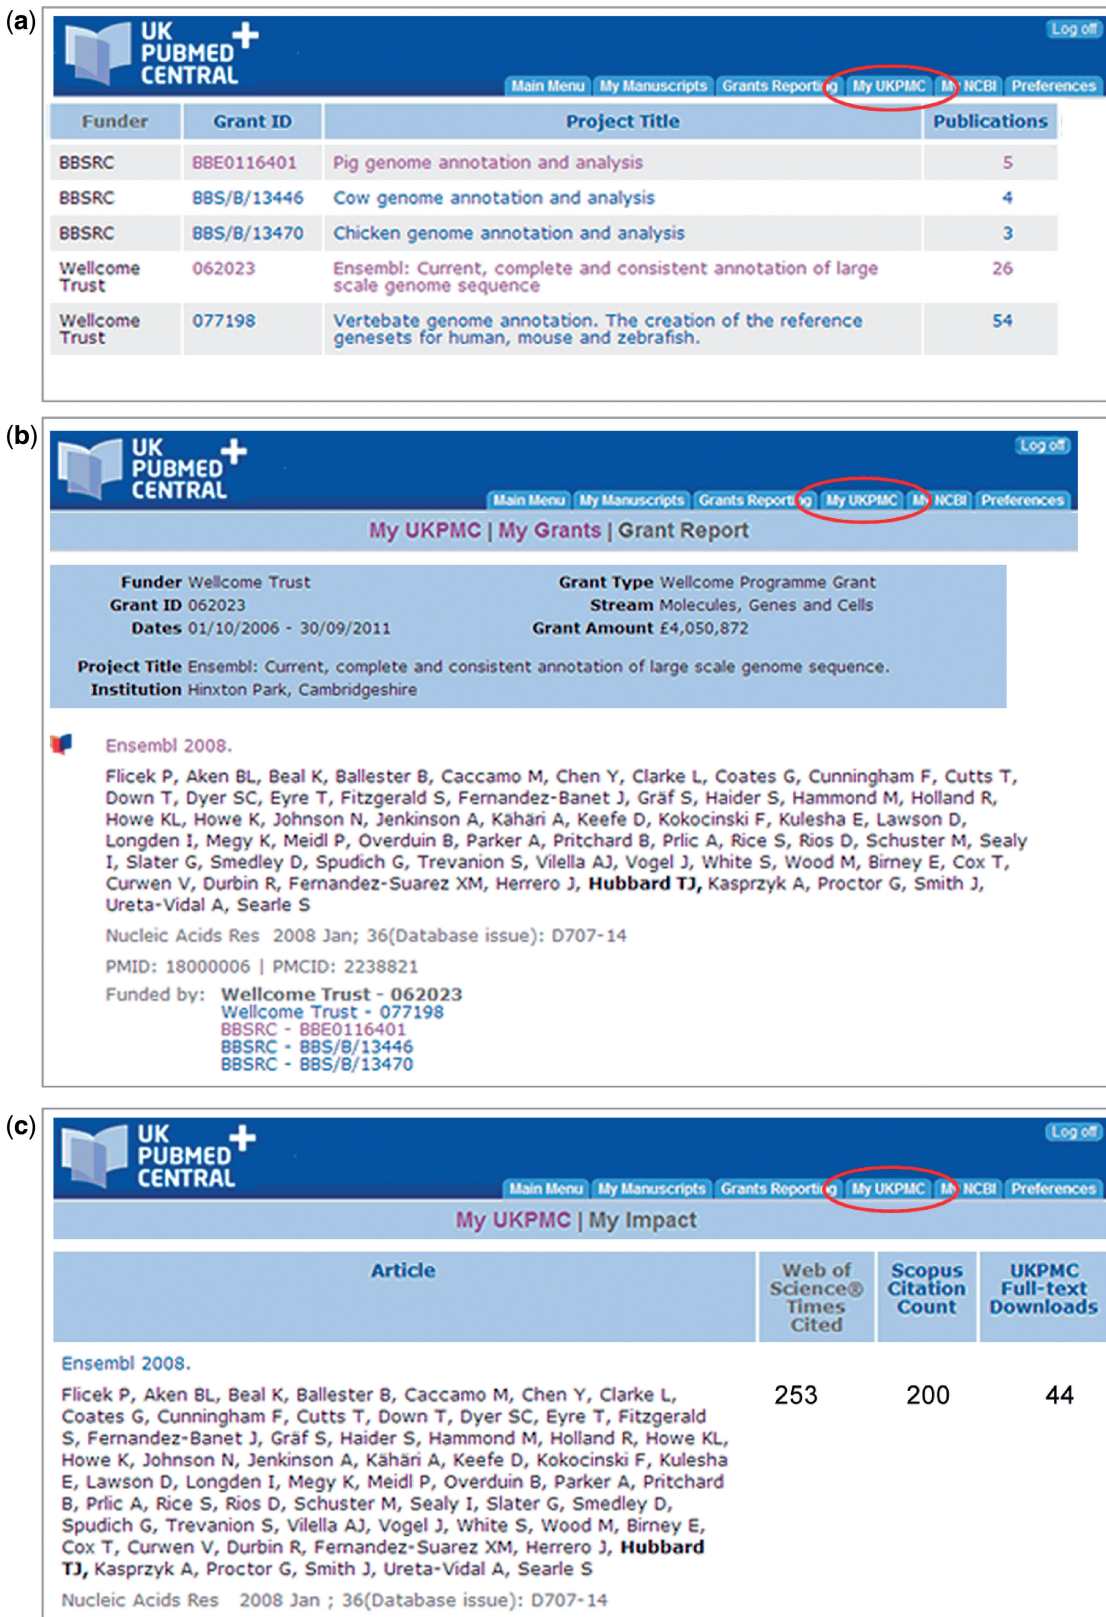 (a)
UK
PUBMED
CENTRAL
Log off
Main Menu My Manuscripts Grants Reporting My UKPMC My NCBI Preferences
Funder Grant ID Project Title Publications
BBSRC BBE0116401 Pig genome annotation and analysis 5
BBSRC BBS/B/13446 Cow genome annotation and analysis 4
BBSRC BBS/B/13470 Chicken genome annotation and analysis 3
Wellcome Trust 062023 Ensembl: Current, complete and consistent annotation of large 26
scale genome sequence
Wellcome Trust 077198 Vertebate genome annotation. The creation of the reference 54
genesets for human, mouse and zebrafish.
(b)
UK
PUBMED
CENTRAL
Log off
Main Menu My Manuscripts Grants Reporting My UKPMC My NCBI Preferences
My UKPMC | My Grants | Grant Report
Funder Wellcome Trust Grant Type Wellcome Programme Grant
Grant ID 062023 Stream Molecules, Genes and Cells
Dates 01/10/2006 - 30/09/2011 Grant Amount £4,050,872
Project Title Ensembl: Current, complete and consistent annotation of large scale genome sequence.
Institution Hinxton Park, Cambridgeshire
Ensembl 2008.
Flicek P, Aken BL, Beal K, Ballester B, Caccamo M, Chen Y, Clarke L, Coates G, Cunningham F, Cutts T,
Down T, Dyer SC, Eyre T, Fitzgerald S, Fernandez-Banet J, Gräf S, Haider S, Hammond M, Holland R,
Howe KL, Howe K, Johnson N, Jenkinson A, Kähäri A, Keefe D, Kokocinski F, Kulesha E, Lawson D,
Longden I, Megy K, Meidl P, Overduin B, Parker A, Pritchard B, Prlic A, Rice S, Rios D, Schuster M, Sealy
I, Slater G, Smedley D, Spudich G, Trevanion S, Vilella AJ, Vogel J, White S, Wood M, Birney E, Cox T,
Curwen V, Durbin R, Fernandez-Suarez XM, Herrero J, Hubbard TJ, Kasprzyk A, Proctor G, Smith J,
Ureta-Vidal A, Searle S
Nucleic Acids Res 2008 Jan; 36(Database issue): D707-14
PMID: 18000006 | PMCID: 2238821
Funded by: Wellcome Trust - 062023
Wellcome Trust - 077198
BBSRC - BBE0116401
BBSRC - BBS/B/13446
BBSRC - BBS/B/13470
(c)
UK
PUBMED
CENTRAL
Log off
Main Menu My Manuscripts Grants Reporting My UKPMC My NCBI Preferences
My UKPMC | My Impact
Article
Web of
Science®
Times
Cited
Scopus
Citation
Count
UKPMC
Full-text
Downloads
Ensembl 2008.
Flicek P, Aken BL, Beal K, Ballester B, Caccamo M, Chen Y, Clarke L, 253 200 44
Coates G, Cunningham F, Cutts T, Down T, Dyer SC, Eyre T, Fitzgerald
S, Fernandez-Banet J, Gräf S, Haider S, Hammond M, Holland R, Howe KL,
Howe K, Johnson N, Jenkinson A, Kähäri A, Keefe D, Kokocinski F, Kulesha
E, Lawson D, Longden I, Megy K, Meidl P, Overduin B, Parker A, Pritchard
B, Prlic A, Rice S, Rios D, Schuster M, Sealy I, Slater G, Smedley D,
Spudich G, Trevanion S, Vilella AJ, Vogel J, White S, Wood M, Birney E,
Cox T, Curwen V, Durbin R, Fernandez-Suarez XM, Herrero J, Hubbard
TJ, Kasprzyk A, Proctor G, Smith J, Ureta-Vidal A, Searle S
Nucleic Acids Res 2008 Jan ; 36(Database issue): D707-14